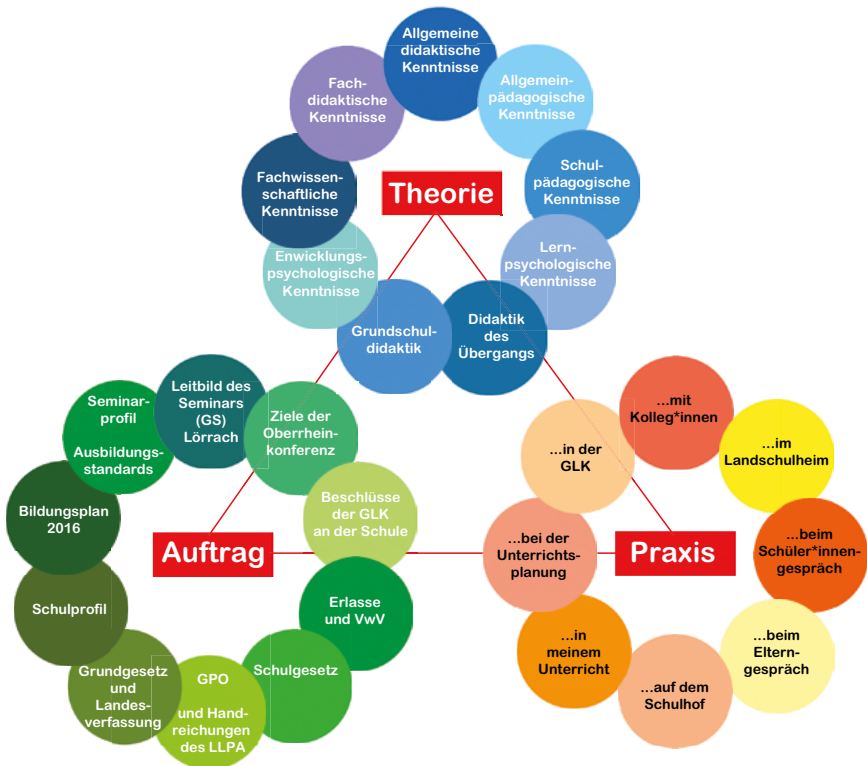 Allgemeine
didaktische
Kenntnisse
Fach-
didaktische
Kenntnisse
Allgemein-
pädagogische
Kenntnisse
Fachwissen-
schaftliche
Kenntnisse
Theorie
Schul-
pädagogische
Kenntnisse
Enwicklungs-
psychologische
Kenntnisse
Lern-
psychologische
Kenntnisse
Grundschul-
didaktik
Didaktik
des
Übergangs
Seminar-
profil
Ausbildungs-
standards
Leitbild des
Seminars
(GS)
Lörrach
Ziele der
Oberrhein-
konferenz
Bildungsplan
2016
Beschlüsse
der GLK
an der Schule
Auftrag
Schulprofil
Erlasse
und VwV
Grundgesetz
und
Landes-
verfassung
GPO
und Hand-
reichungen
des LLPA
Schulgesetz
...mit
Kolleg*innen
...in der
GLK
...im
Landschulheim
...bei der
Unterrichts-
planung
Praxis
...beim
Schüler*innen-
gespräch
...in
meinem
Unterricht
...beim
Eltern-
gespräch
...auf dem
Schulhof